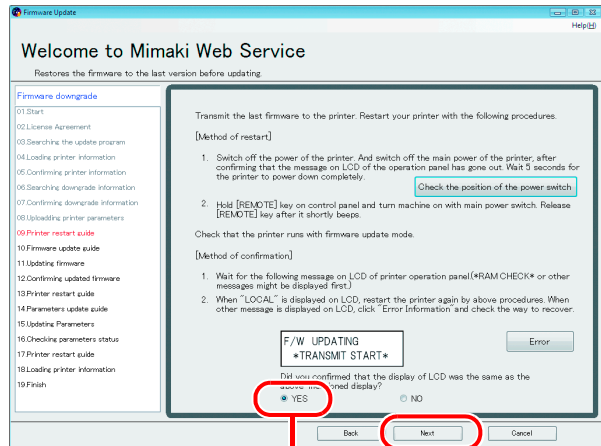 Firmware Update
Help(H)
Welcome to Mimaki Web Service
Restores the firmware to the last version before updating.
Firmware downgrade
01.Start
02.License Agreement
03.Searching the update program
04.Loading printer information
05.Confirming printer information
06.Searching downgrade information
07.Confirming downgrade information
08.Uploadding printer parameters
09.Printer restart guide
10.Firmware update guide
11.Updating firmware
12.Confirming updated firmware
13.Printer restart guide
14.Parameters update guide
15.Updating Parameters
16.Checking parameters status
17.Printer restart guide
18.Loading printer information
19.Finish
Transmit the last firmware to the printer. Restart your printer with the following procedures.
[Method of restart]
1. Switch off the power of the printer. And switch off the main power of the printer, after
confirming that the message on LCD of the operation panel has gone out. Wait 5 seconds for
the printer to power down completely.
Check the position of the power switch
2. Hold [REMOTE] key on control panel and turn machine on with main power switch. Release
[REMOTE] key after it shortly beeps.
Check that the printer runs with firmware update mode.
[Method of confirmation]
1. Wait for the following message on LCD of printer operation panel.(*RAM CHECK* or other
messages might be displayed first.)
2. When "LOCAL" is displayed on LCD, restart the printer again by above procedures. When
other message is displayed on LCD, click "Error Information" and check the way to recover.
F/W UPDATING
*TRANSMIT START*
Error
Did you confirmed that the display of LCD was the same as the
display?
YES
NO
Back
Next
Cancel